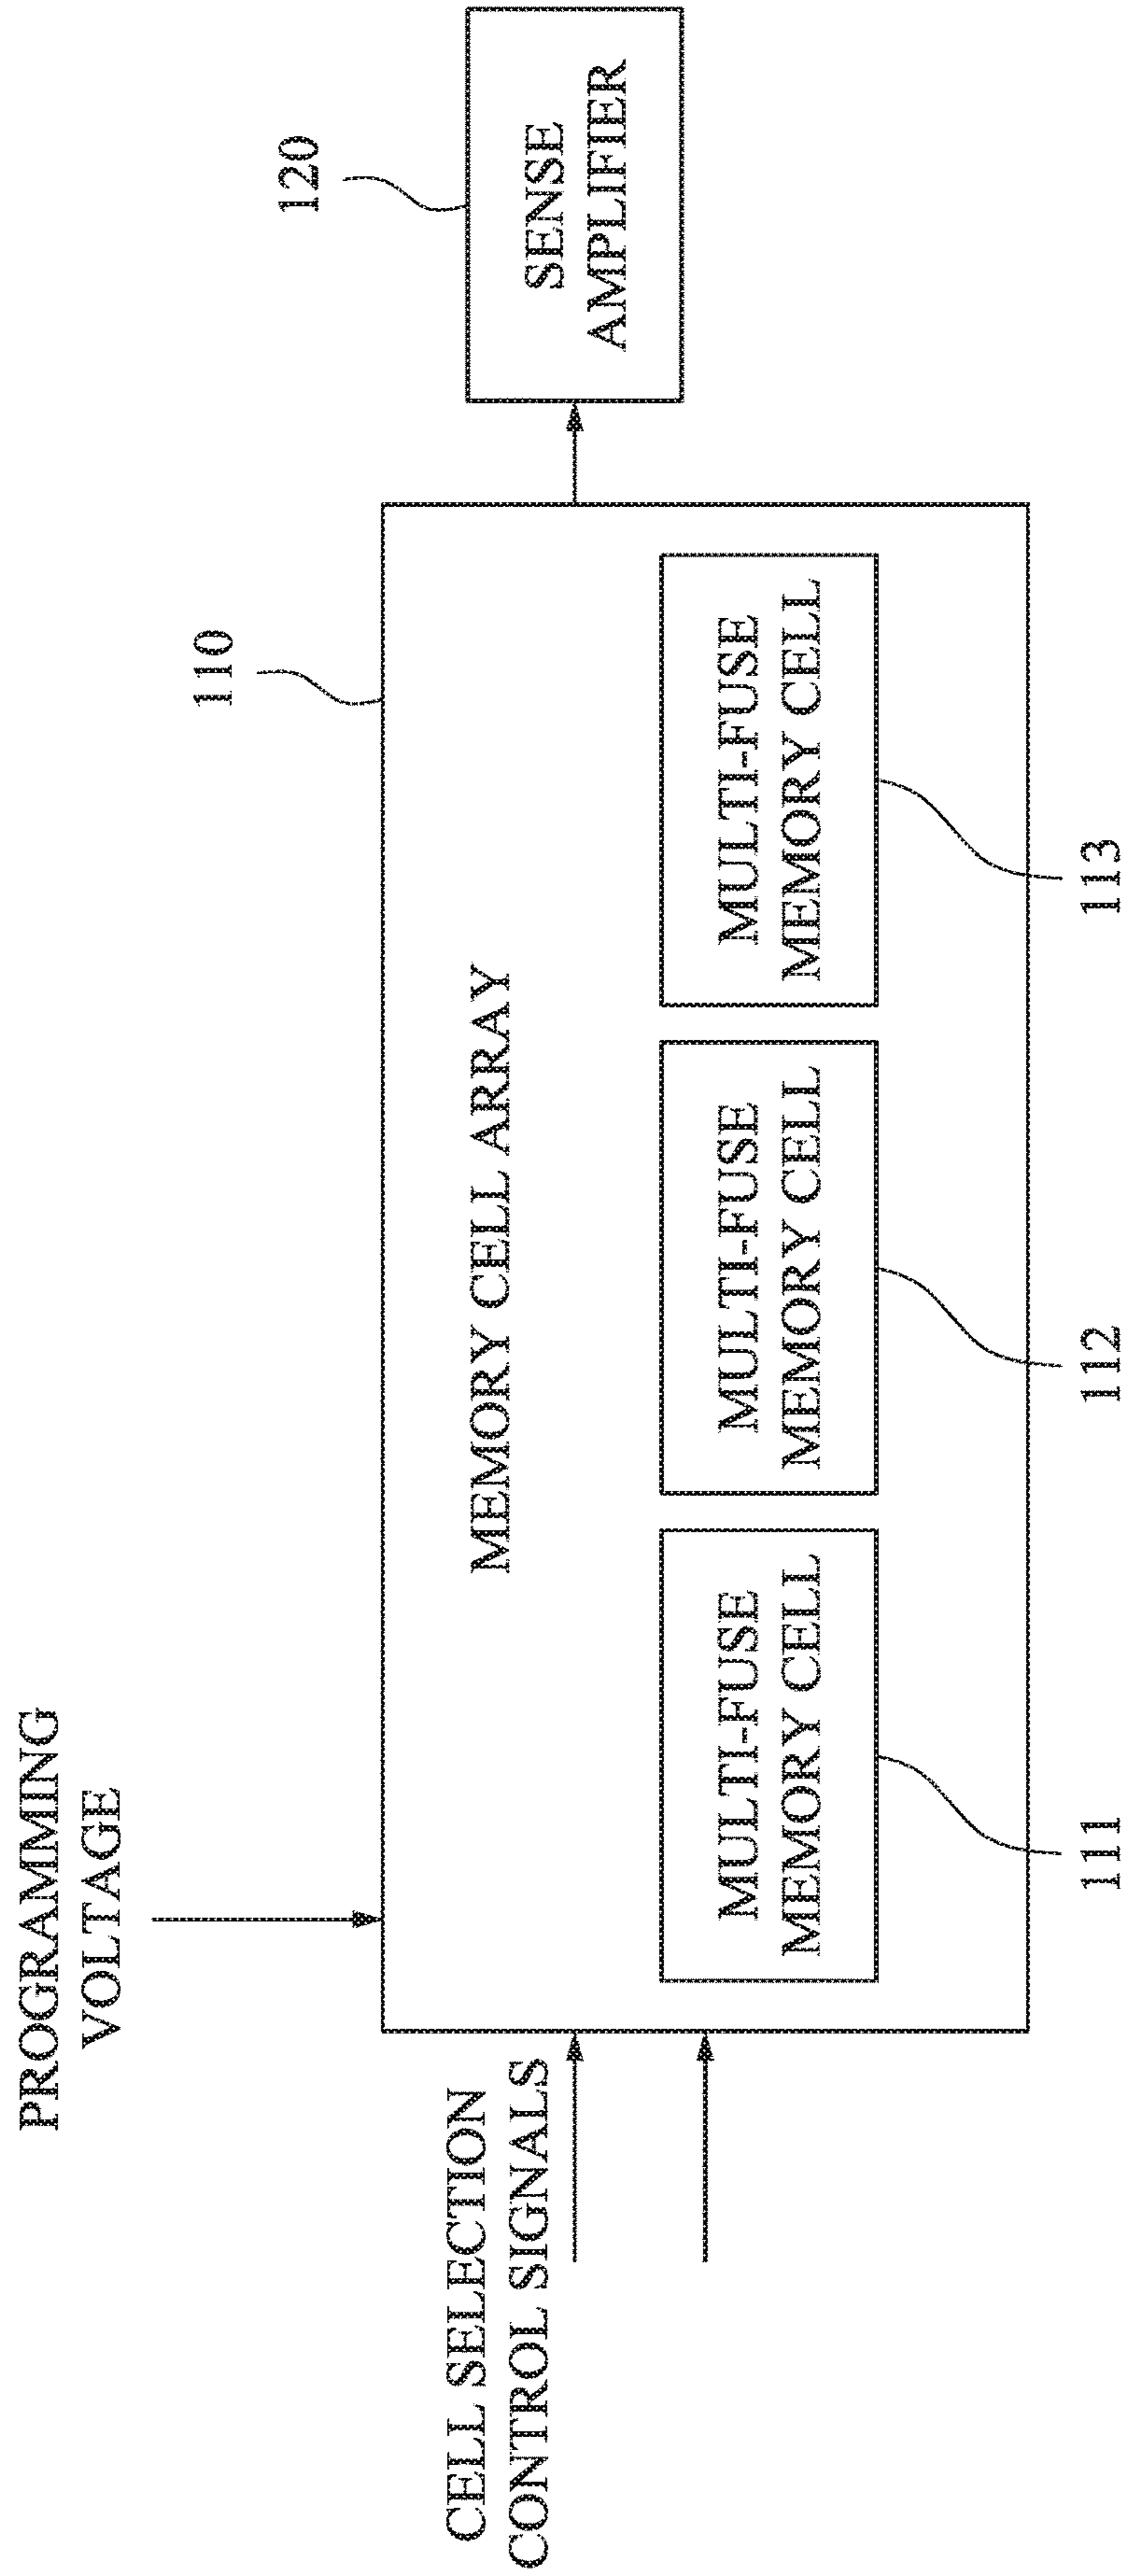 PROGRAMMING
VOLTAGE
110
120
CELL SELECTION
CONTROL SIGNALS
MEMORY CELL ARRAY
SENSE
AMPLIFIER
MULTI-FUSE
MEMORY CELL
MULTI-FUSE
MEMORY CELL
MULTI-FUSE
MEMORY CELL
111
112
113